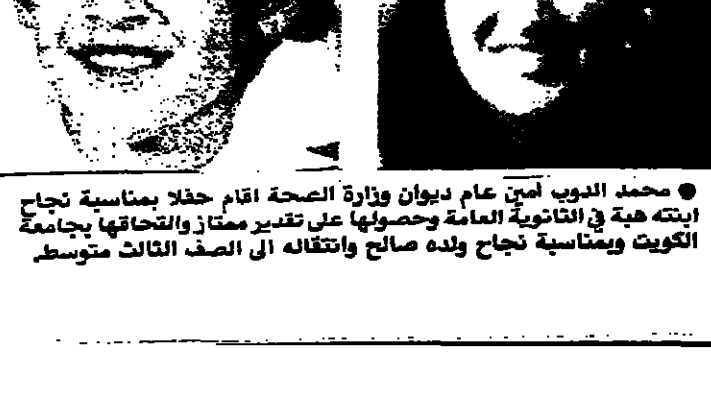 ● محمد الدوب امين عام ديوان وزارة الصحة اقام حفلا بمناسبة نجاح
ابنته هبة في الثانوية العامة وحصولها على تقدير ممتاز والتحاقها بجامعة
الكويت وبمناسبة نجاح ولده صالح وانتقاله الى الصف الثالث متوسط.